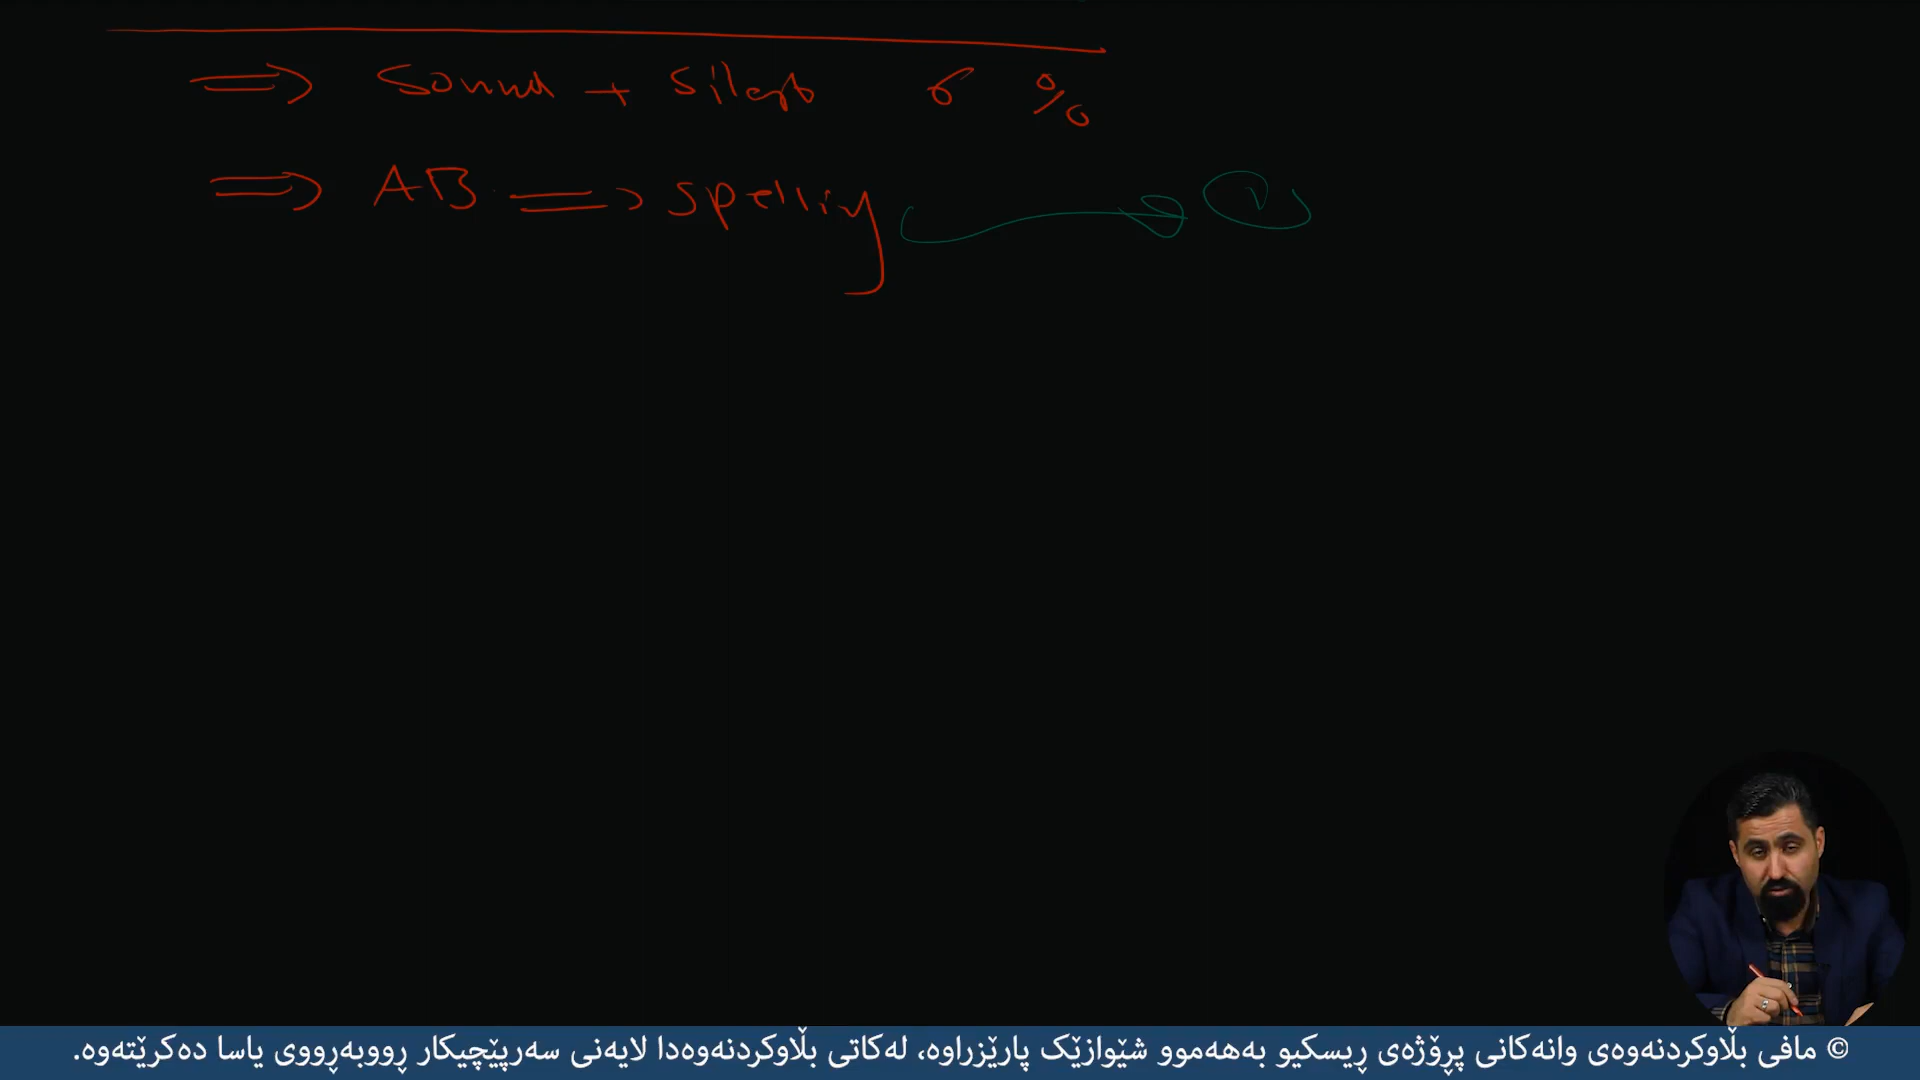 ⇒ Sound + Silent 6 %
⇒ AB ⇒ spelling
© مافی بڵاوکردنەوەی وانەکانی پڕۆژەی ڕیسکیو بەهەموو شێوازێک پارێزراوە، لەکاتی بڵاوکردنەوەدا لایەنی سەرپێچیکار ڕووبەڕووی یاسا دەکرێتەوە.